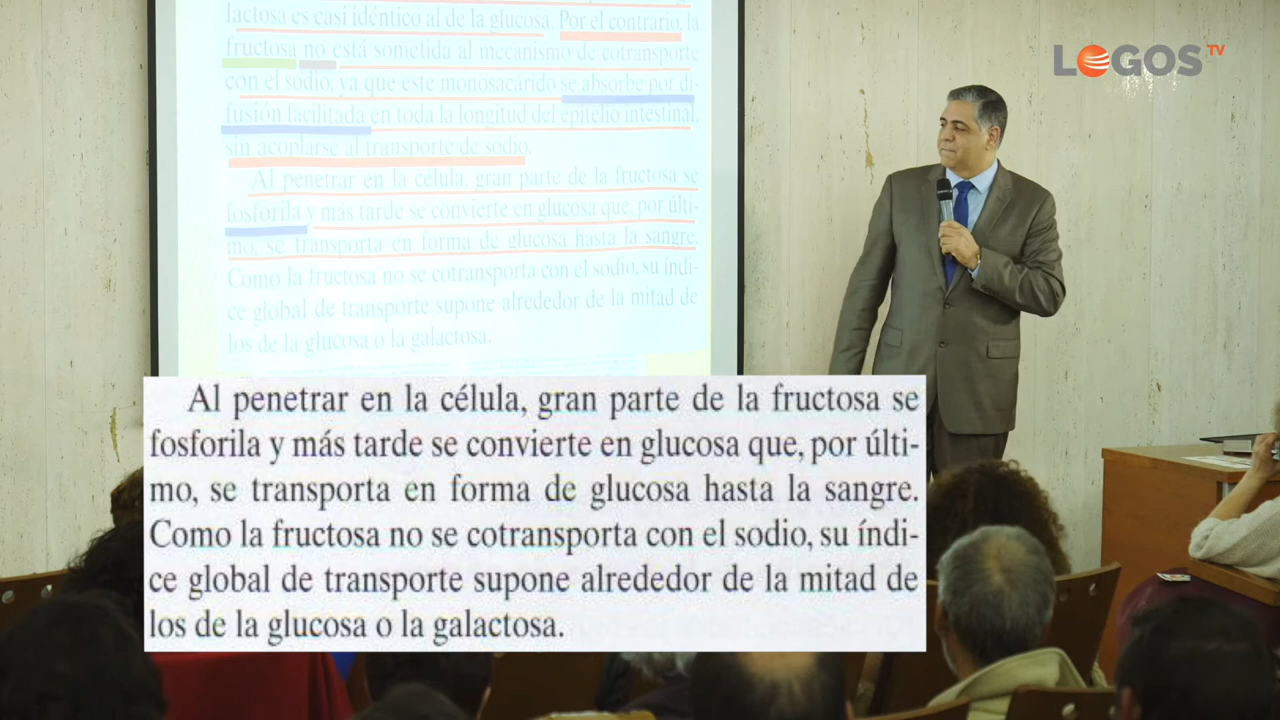 lactosa es casi idéntico al de la glucosa. Por el contrario, la
fructosa no está sometida al mecanismo de cotransporte
con el sodio, ya que este monosacárido se absorbe por di-
fusión facilitada en toda la longitud del epitelio intestinal,
sin acoplarse al transporte de sodio.
Al penetrar en la célula, gran parte de la fructosa se
fosforila y más tarde se convierte en glucosa que, por últi-
mo, se transporta en forma de glucosa hasta la sangre.
Como la fructosa no se cotransporta con el sodio, su índi-
ce global de transporte supone alrededor de la mitad de
los de la glucosa o la galactosa.
LOGOS TV
Al penetrar en la célula, gran parte de la fructosa se
fosforila y más tarde se convierte en glucosa que, por últi-
mo, se transporta en forma de glucosa hasta la sangre.
Como la fructosa no se cotransporta con el sodio, su índi-
ce global de transporte supone alrededor de la mitad de
los de la glucosa o la galactosa.